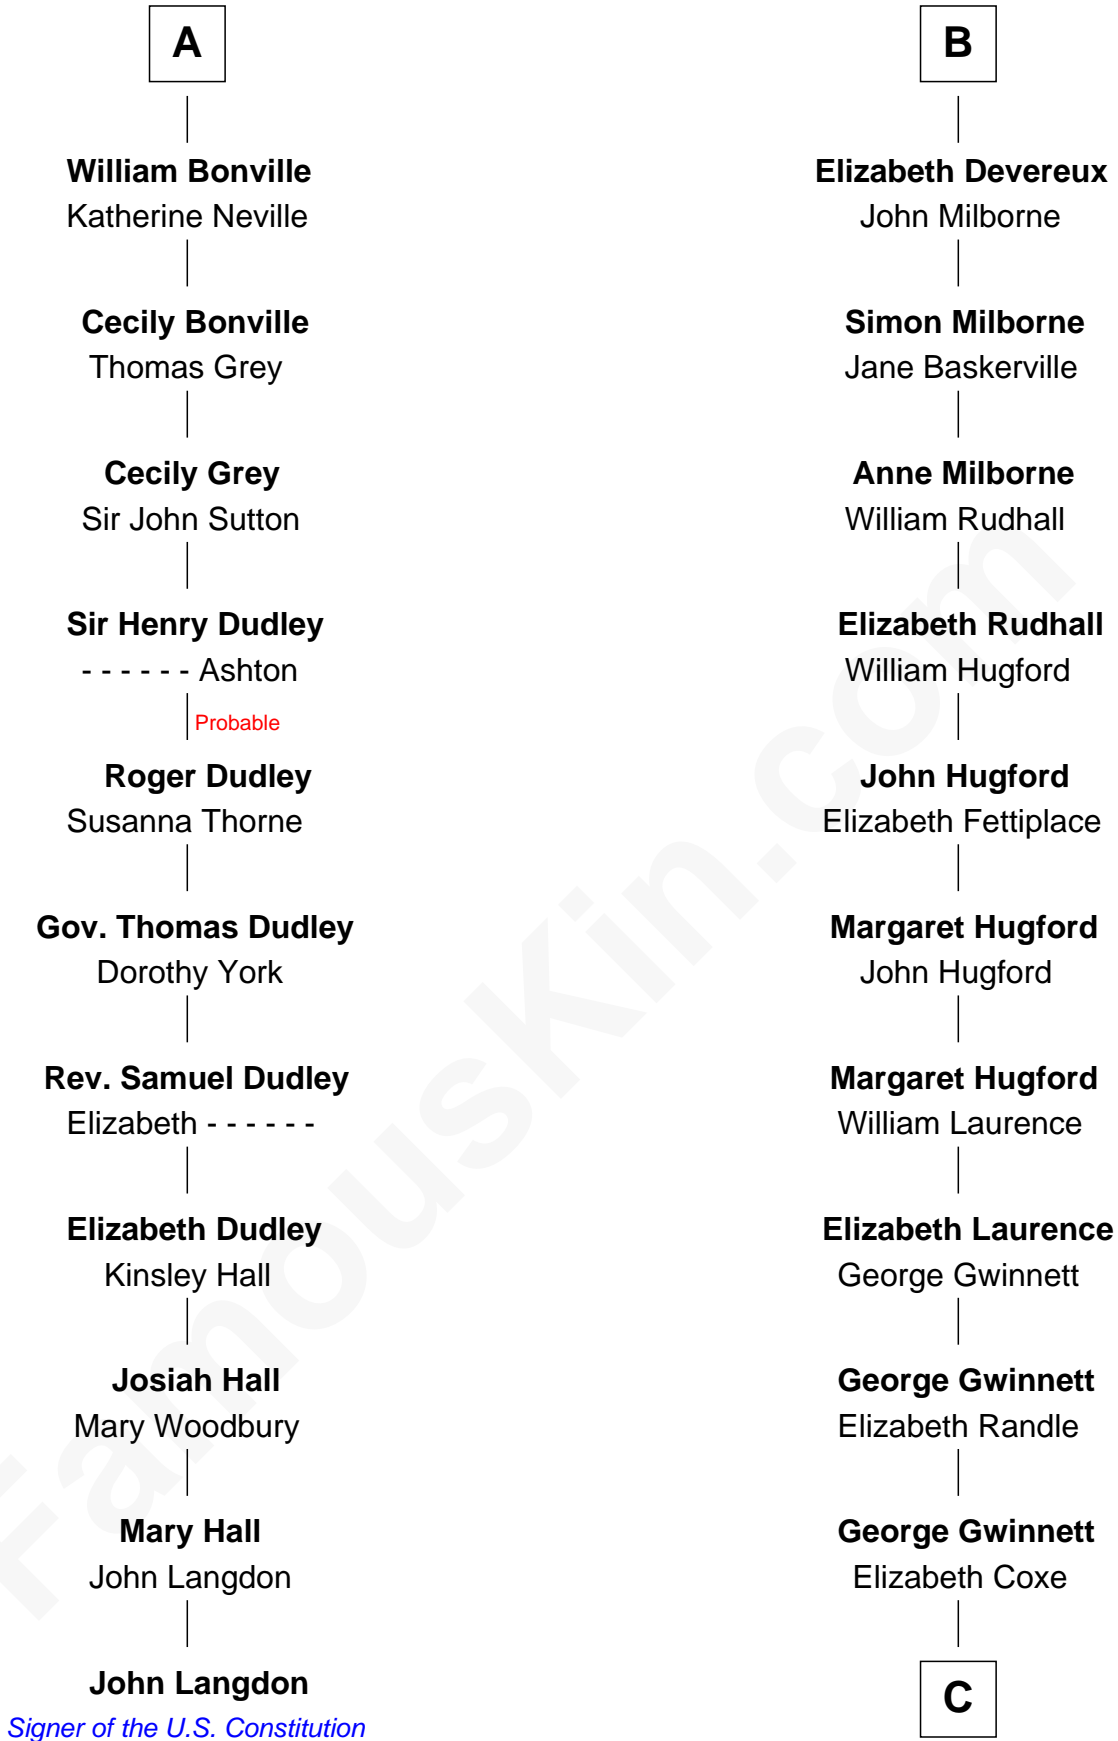 A
William Bonville
Katherine Neville
Cecily Bonville
Thomas Grey
Cecily Grey
Sir John Sutton
Sir Henry Dudley
- - - - - - Ashton
Probable
Roger Dudley
Susanna Thorne
Gov. Thomas Dudley
Dorothy York
Rev. Samuel Dudley
Elizabeth - - - - - -
Elizabeth Dudley
Kinsley Hall
Josiah Hall
Mary Woodbury
Mary Hall
John Langdon
John Langdon
Signer of the U.S. Constitution
B
Elizabeth Devereux
John Milborne
Simon Milborne
Jane Baskerville
Anne Milborne
William Rudhall
Elizabeth Rudhall
William Hugford
John Hugford
Elizabeth Fettiplace
Margaret Hugford
John Hugford
Margaret Hugford
William Laurence
Elizabeth Laurence
George Gwinnett
George Gwinnett
Elizabeth Randle
George Gwinnett
Elizabeth Coxe
C
FamousKin.com